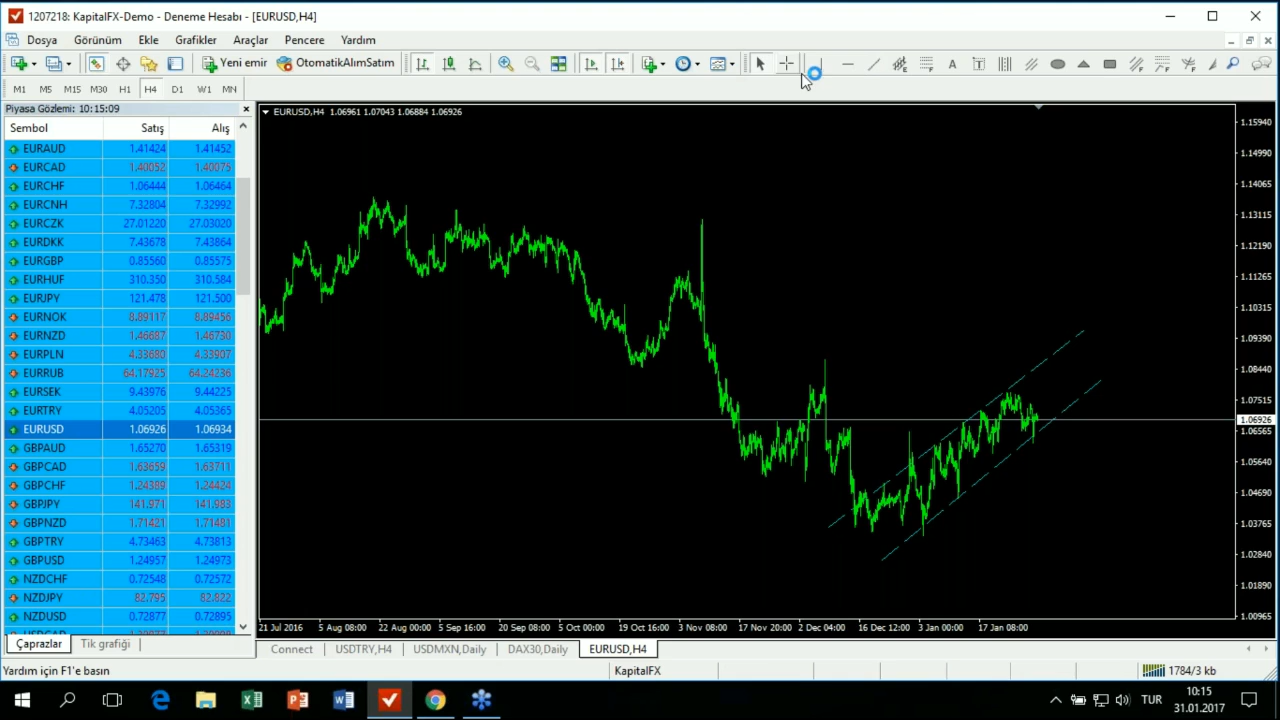 1207218: KapitalFX-Demo - Deneme Hesabı - [EURUSD,H4]
Dosya Görünüm Ekle Grafikler Araçlar Pencere Yardım
Yeni emir OtomatikAlımSatım
M1 M5 M15 M30 H1 H4 D1 W1 MN
Piyasa Gözlemi: 10:15:09
Sembol Satış Alış
EURAUD 1.41424 1.41452
EURCAD 1.40052 1.40075
EURCHF 1.06444 1.06464
EURCNH 7.32804 7.32992
EURCZK 27.01220 27.03020
EURDKK 7.43678 7.43864
EURGBP 0.85560 0.85575
EURHUF 310.350 310.584
EURJPY 121.478 121.500
EURNOK 8.89117 8.89456
EURNZD 1.46687 1.46730
EURPLN 4.33680 4.33907
EURRUB 64.17925 64.24236
EURSEK 9.43976 9.44225
EURTRY 4.05205 4.05365
EURUSD 1.06926 1.06934
GBPAUD 1.65270 1.65319
GBPCAD 1.63659 1.63711
GBPCHF 1.24389 1.24424
GBPJPY 141.971 141.983
GBPNZD 1.71421 1.71481
GBPTRY 4.73463 4.73813
GBPUSD 1.24957 1.24973
NZDCHF 0.72548 0.72572
NZDJPY 82.795 82.822
NZDUSD 0.72877 0.72895
Çaprazlar Tik grafiği
EURUSD,H4 1.06961 1.07043 1.06884 1.06926
1.15940
1.14990
1.14065
1.13115
1.12190
1.11265
1.10315
1.09390
1.08440
1.07515
1.06926
1.06565
1.05640
1.04690
1.03765
1.02840
1.01890
1.00965
21 Jul 2016 5 Aug 08:00 22 Aug 00:00 5 Sep 16:00 20 Sep 08:00 5 Oct 00:00 19 Oct 16:00 3 Nov 08:00 17 Nov 20:00 2 Dec 04:00 16 Dec 12:00 3 Jan 00:00 17 Jan 08:00
Connect USDTRY,H4 USDMXN,Daily DAX30,Daily EURUSD,H4
Yardım için F1'e basın KapitalFX 1784/3 kb
TUR 10:15
31.01.2017